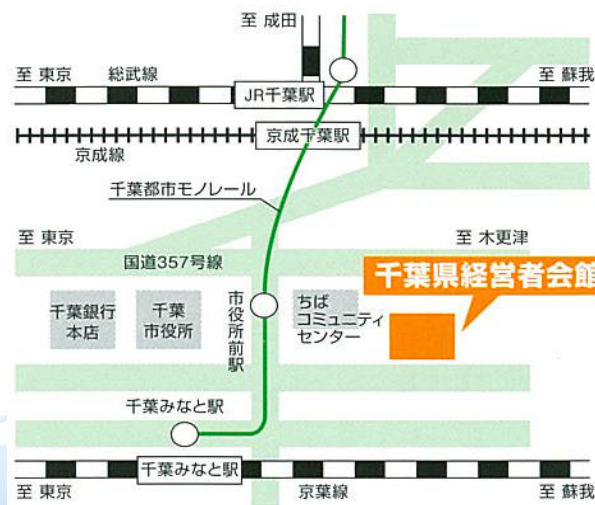 至 成田
至 東京
総武線
至 蘇我
JR千葉駅
京成千葉駅
京成線
千葉都市モノレール
至 東京
至 木更津
国道357号線
千葉県経営者会館
千葉銀行
本店
千葉
市役所
市役所前駅
ちば
コミュニティ
センター
千葉みなと駅
千葉みなと駅
至 東京
京葉線
至 蘇我